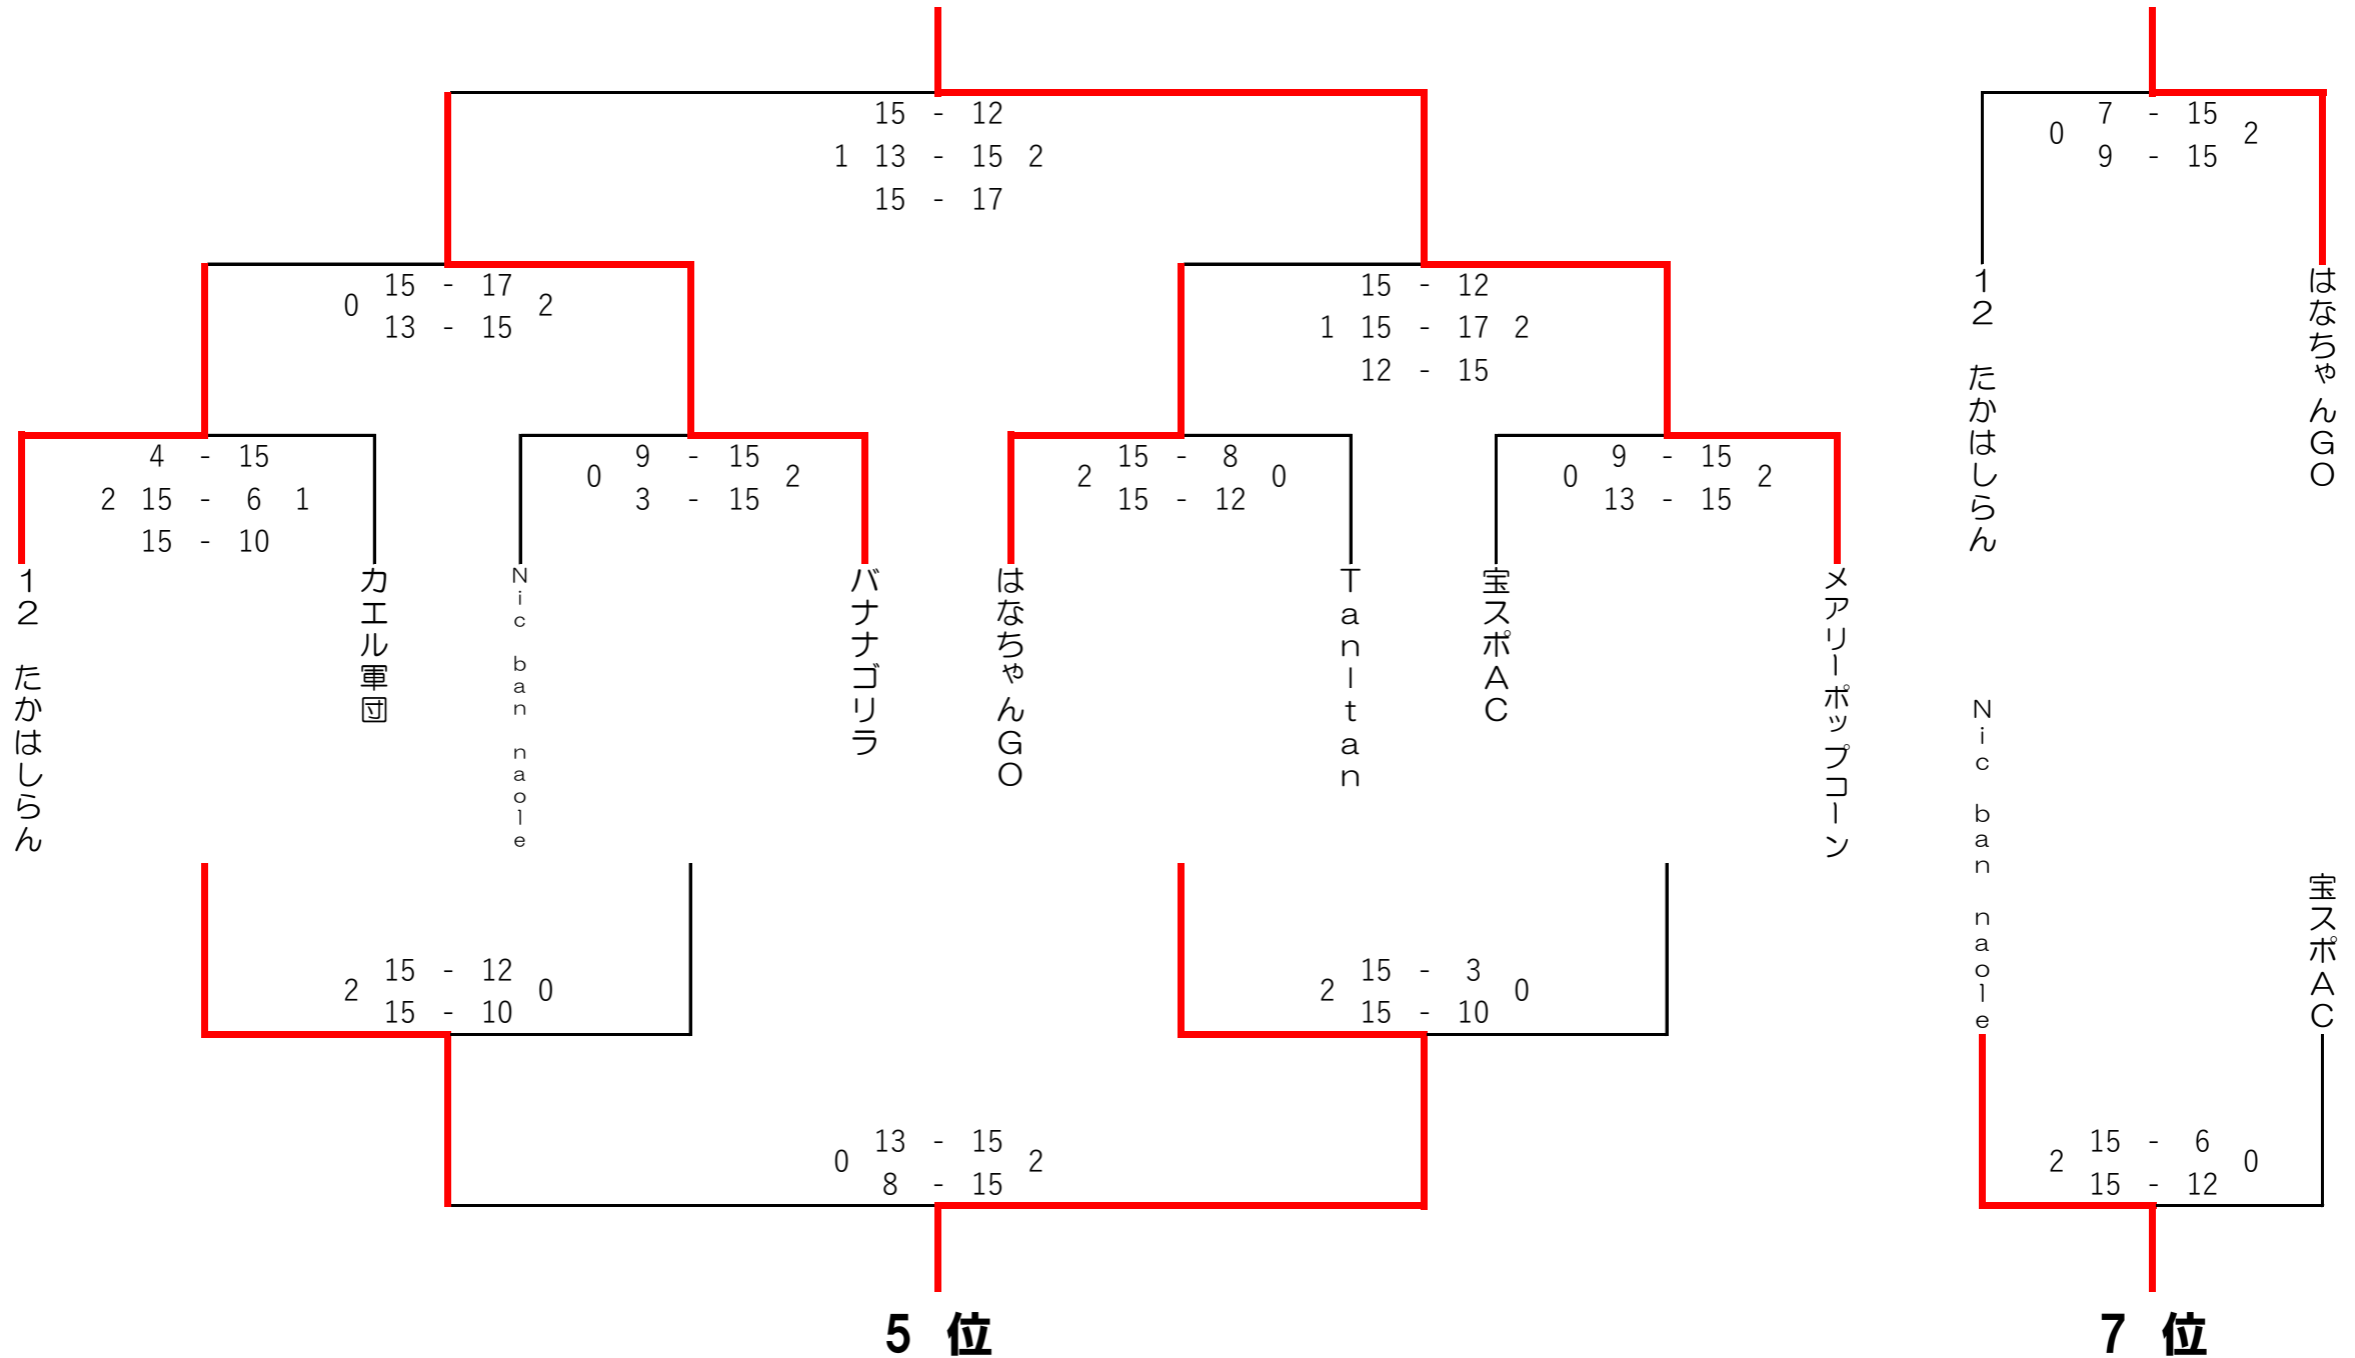 15 - 12
1 13 - 15 2
15 - 17
7 - 15
0 2
9 - 15
15 - 17
0 2
13 - 15
15 - 12
1 15 - 17 2
12 - 15
4 - 15
2 15 - 6 1
15 - 10
9 - 15
0 2
3 - 15
15 - 8
2 0
15 - 12
9 - 15
0 2
13 - 15
12 たかはしらん
カエル軍団
Nic ban naole
バナナゴリラ
はなちゃんGO
TanItan
宝スポAC
メアリーポップコーン
12 たかはしらん
はなちゃんGO
Nic ban naole
宝スポAC
15 - 12
2 0
15 - 10
15 - 3
2 0
15 - 10
13 - 15
0 2
8 - 15
15 - 6
2 0
15 - 12
5 位
7 位